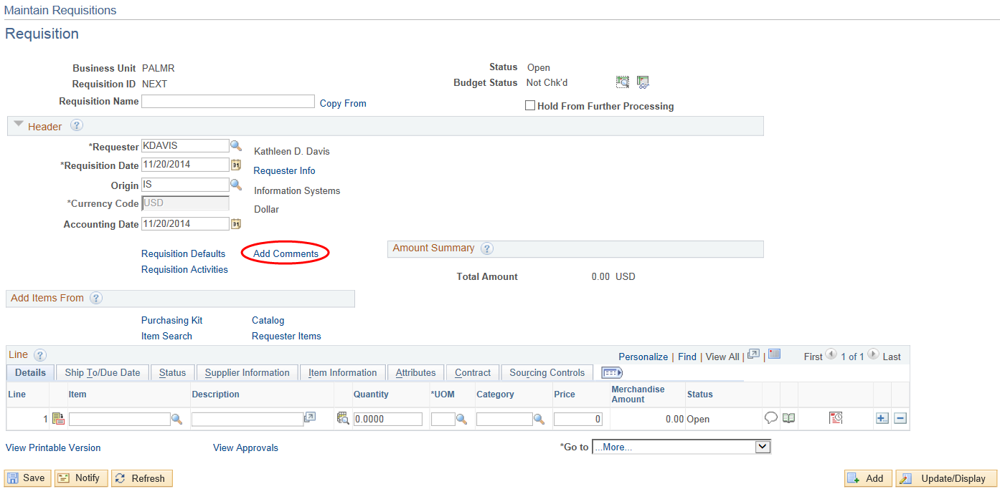 Maintain Requisitions
Requisition
Business Unit PALMR
Status Open
Requisition ID NEXT
Budget Status Not Chk'd
Requisition Name
Copy From
Hold From Further Processing
Header ?
*Requester KDAVIS
Kathleen D. Davis
*Requisition Date 11/20/2014 31
Requester Info
Origin IS
Information Systems
*Currency Code USD
Dollar
Accounting Date 11/20/2014 31
Requisition Defaults Add Comments
Amount Summary ?
Requisition Activities
Total Amount 0.00 USD
Add Items From ?
Purchasing Kit Catalog
Item Search Requester Items
Line ?
Personalize | Find | View All | | First 1 of 1 Last
Details Ship To/Due Date Status Supplier Information Item Information Attributes Contract Sourcing Controls
Line Item Description Quantity *UOM Category Price Merchandise Amount Status
1 0.0000 0 0.00 Open
View Printable Version View Approvals *Go to ...More...
Save Notify Refresh Add Update/Display